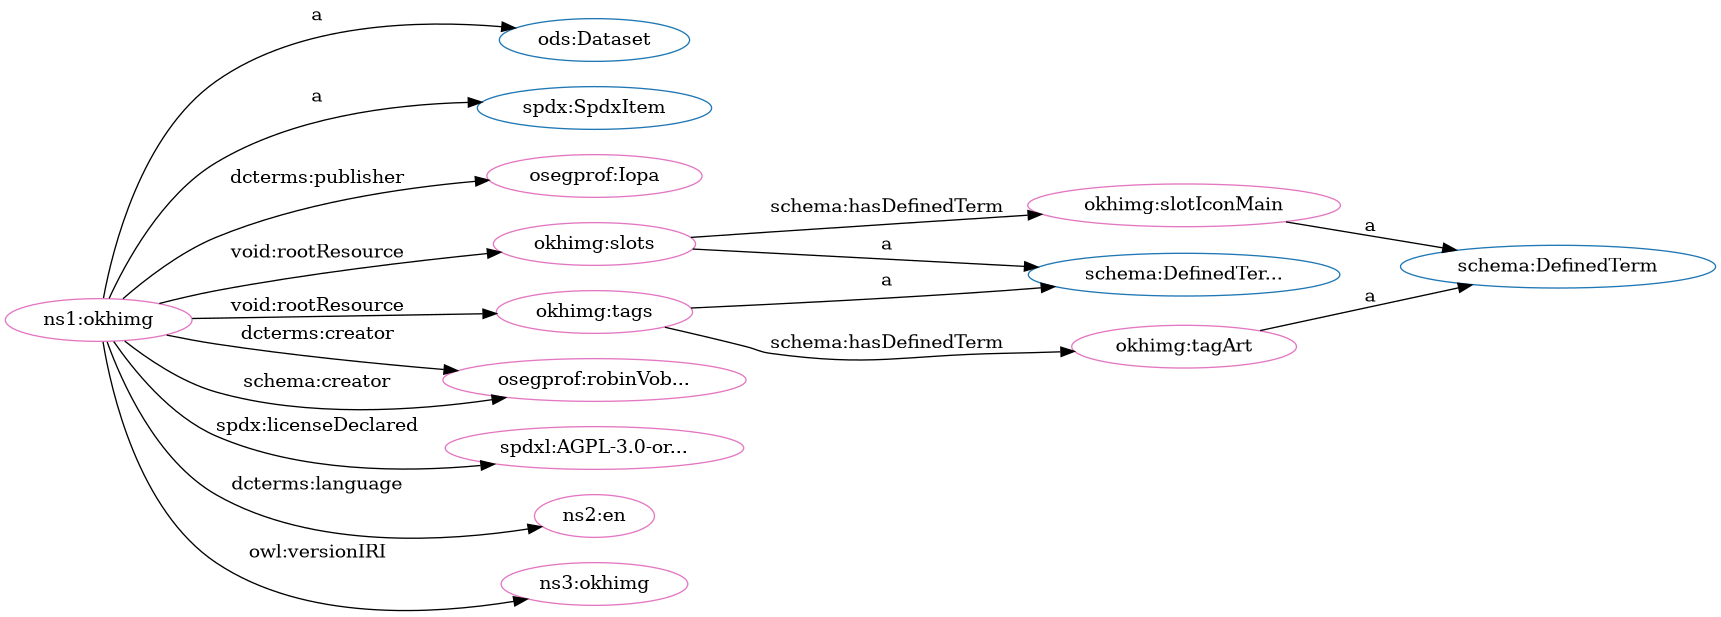 a
ods:Dataset
a
spdx:SpdxItem
dcterms:publisher
osegprof:Iopa
void:rootResource
okhimg:slots
schema:hasDefinedTerm
okhimg:slotIconMain
a
a
schema:DefinedTer...
schema:DefinedTerm
a
a
ns1:okhimg
void:rootResource
okhimg:tags
schema:hasDefinedTerm
okhimg:tagArt
dcterms:creator
schema:creator
osegprof:robinVob...
spdx:licenseDeclared
spdxl:AGPL-3.0-or...
dcterms:language
ns2:en
owl:versionIRI
ns3:okhimg